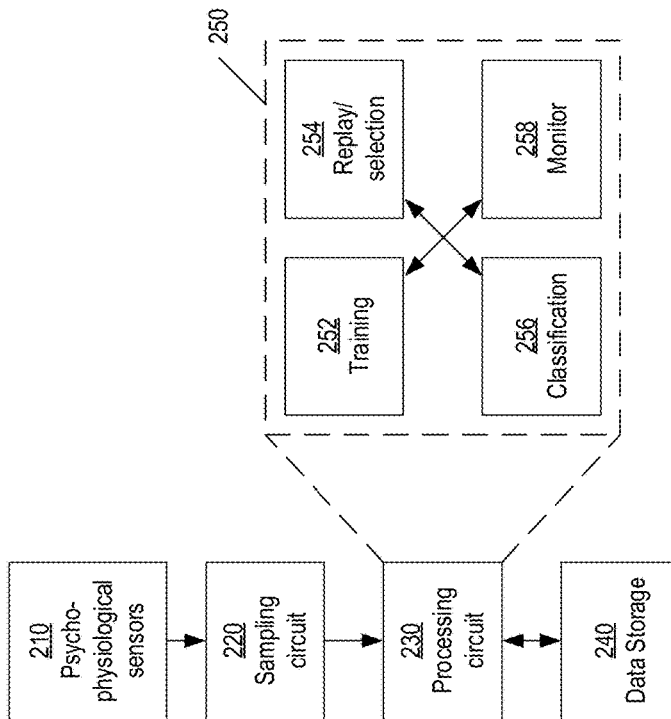 210
Psycho-
physiological
sensors
220
Sampling
circuit
230
Processing
circuit
240
Data Storage
250
252
Training
254
Replay/
selection
256
Classification
258
Monitor